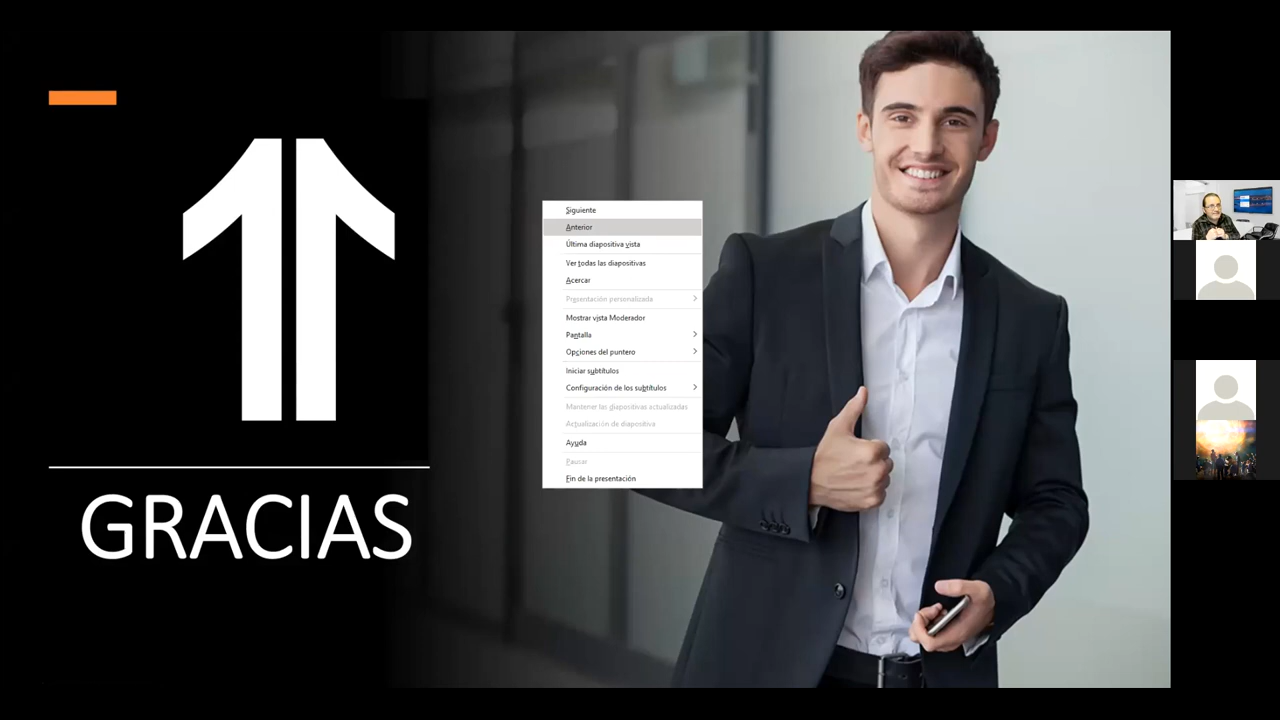 Siguiente
Anterior
Última diapositiva vista
Ver todas las diapositivas
Acercar
Presentación personalizada
Mostrar vista Moderador
Pantalla
Opciones del puntero
Iniciar subtítulos
Configuración de los subtítulos
Mantener las diapositivas actualizadas
Actualización de diapositiva
Ayuda
Pausar
Fin de la presentación
GRACIAS